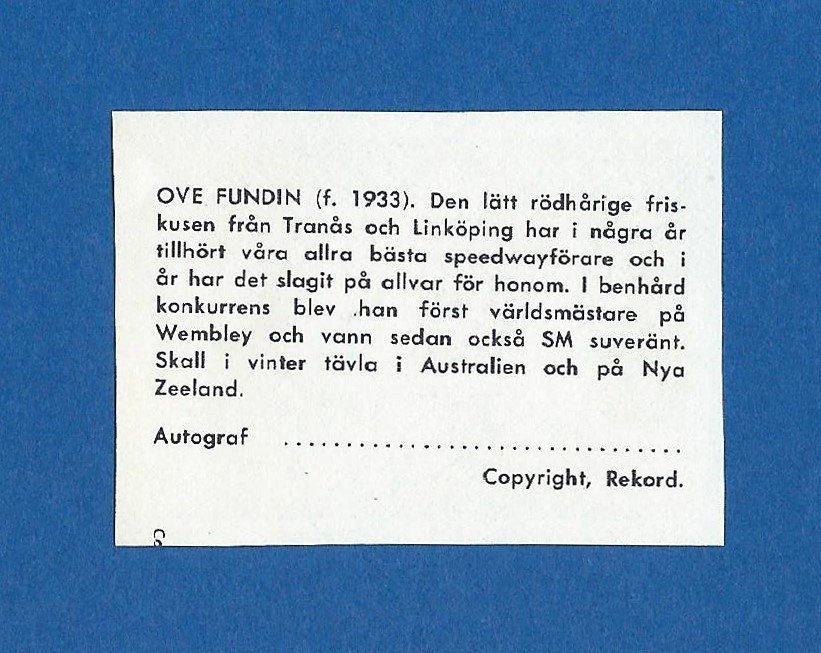 OVE FUNDIN (f. 1933). Den lätt rödhårige fris-
kusen från Tranås och Linköping har i några år
tillhört våra allra bästa speedwayförare och i
år har det slagit på allvar för honom. I benhård
konkurrens blev .han först världsmästare på
Wembley och vann sedan också SM suveränt.
Skall i vinter tävla i Australien och på Nya
Zeeland.
Autograf ................................
Copyright, Rekord.